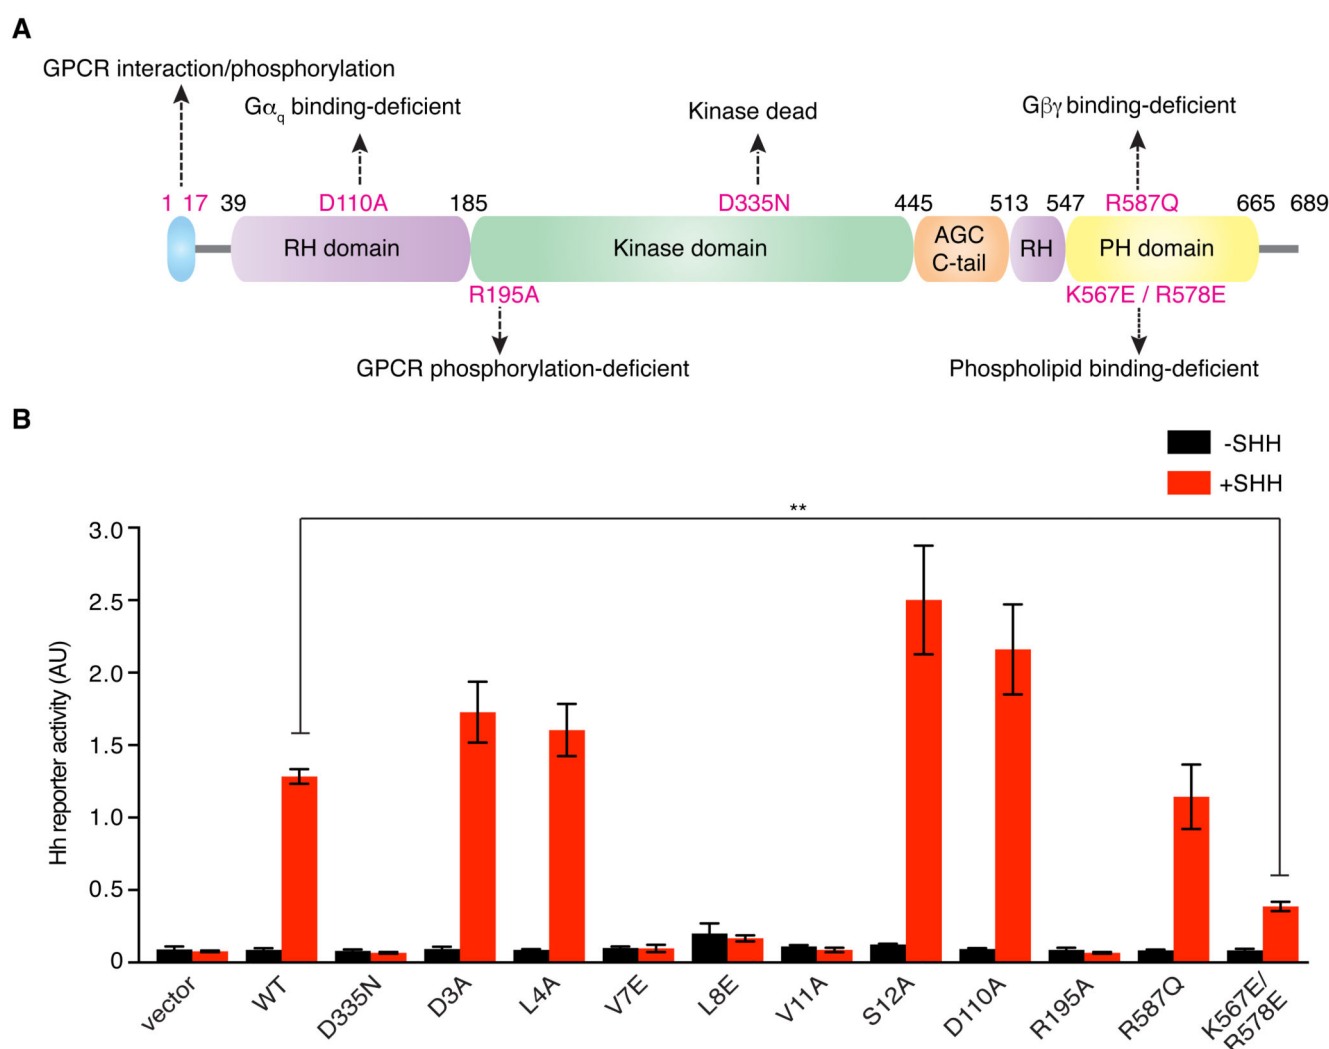 A
GPCR interaction/phosphorylation
Gαq binding-deficient
Kinase dead
Gβγ binding-deficient
1 17 39 D110A 185 D335N 445 513 547 R587Q 665 689
RH domain
Kinase domain
AGC
C-tail
RH
PH domain
R195A
K567E / R578E
GPCR phosphorylation-deficient
Phospholipid binding-deficient
B
-SHH
+SHH
**
Hh reporter activity (AU)
3.0
2.5
2.0
1.5
1.0
0.5
0
vector
WT
D335N
D3A
L4A
V7E
L8E
V11A
S12A
D110A
R195A
R587Q
K567E/
R578E